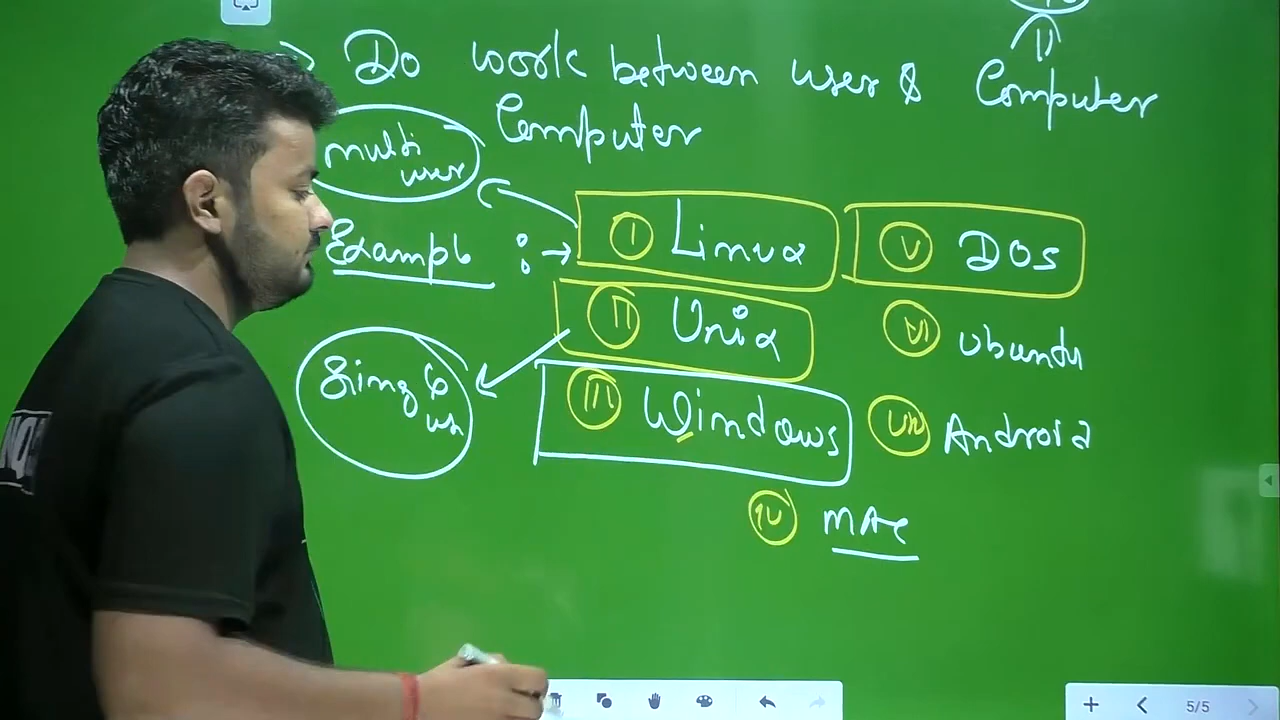 → Do work between user & Computer
Computer
multi
user
Example :→ (i) Linux
(v) DOS
(ii) Unix
(vi) Ubuntu
Single
(iii) Windows
(vii) Android
(iv) MAC
5/5